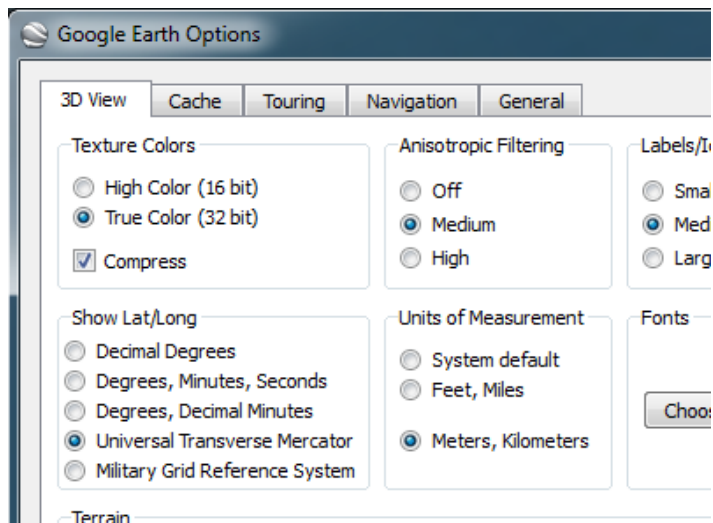 Google Earth Options
3D View Cache Touring Navigation General
Texture Colors
High Color (16 bit)
True Color (32 bit)
Compress
Anisotropic Filtering
Off
Medium
High
Show Lat/Long
Decimal Degrees
Degrees, Minutes, Seconds
Degrees, Decimal Minutes
Universal Transverse Mercator
Military Grid Reference System
Units of Measurement
System default
Feet, Miles
Meters, Kilometers
Fonts
Terrain